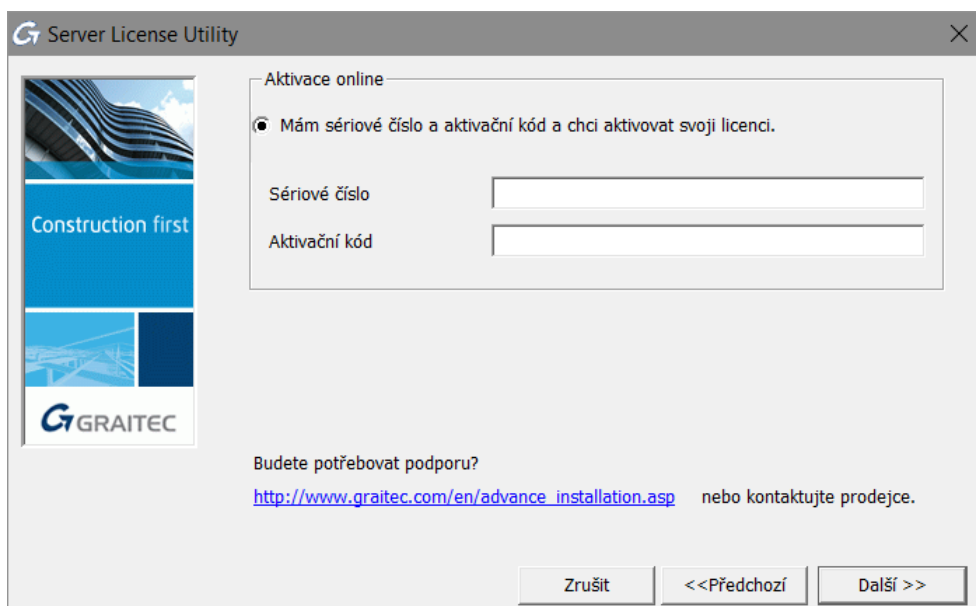 Server License Utility
Aktivace online
Mám sériové číslo a aktivační kód a chci aktivovat svoji licenci.
Construction first
Sériové číslo
Aktivační kód
GRAITEC
Budete potřebovat podporu?
http://www.graitec.com/en/advance_installation.asp nebo kontaktujte prodejce.
Zrušit <<Předchozí Další >>